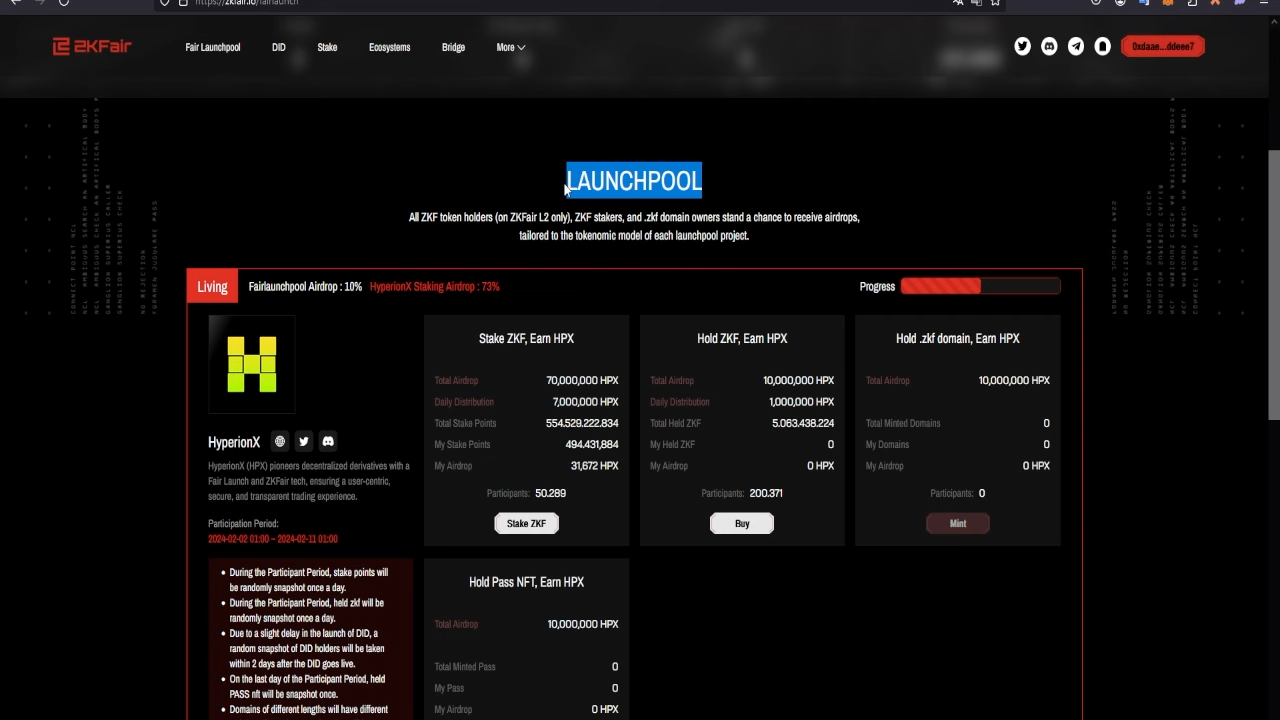 https://zkfair.io/fairlaunch
ZKFair
Fair Launchpool
DID
Stake
Ecosystems
Bridge
More
0xdaae...ddeee7
LAUNCHPOOL
All ZKF token holders (on ZKFair L2 only), ZKF stakers, and .zkf domain owners stand a chance to receive airdrops,
tailored to the tokenomic model of each launchpool project.
Living
Fairlaunchpool Airdrop : 10%
HyperionX Staking Airdrop : 73%
Progress
HyperionX
HyperionX (HPX) pioneers decentralized derivatives with a
Fair Launch and ZKFair tech, ensuring a user-centric,
secure, and transparent trading experience.
Participation Period:
2024-02-02 01:00 ~ 2024-02-11 01:00
• During the Participant Period, stake points will
be randomly snapshot once a day.
• During the Participant Period, held zkf will be
randomly snapshot once a day.
• Due to a slight delay in the launch of DID, a
random snapshot of DID holders will be taken
within 2 days after the DID goes live.
• On the last day of the Participant Period, held
PASS nft will be snapshot once.
• Domains of different lengths will have different
Stake ZKF, Earn HPX
Total Airdrop 70,000,000 HPX
Daily Distribution 7,000,000 HPX
Total Stake Points 554.529.222.834
My Stake Points 494.431,884
My Airdrop 31,672 HPX
Participants: 50.289
Stake ZKF
Hold ZKF, Earn HPX
Total Airdrop 10,000,000 HPX
Daily Distribution 1,000,000 HPX
Total Held ZKF 5.063.438.224
My Held ZKF 0
My Airdrop 0 HPX
Participants: 200.371
Buy
Hold .zkf domain, Earn HPX
Total Airdrop 10,000,000 HPX
Total Minted Domains 0
My Domains 0
My Airdrop 0 HPX
Participants: 0
Mint
Hold Pass NFT, Earn HPX
Total Airdrop 10,000,000 HPX
Total Minted Pass 0
My Pass 0
My Airdrop 0 HPX